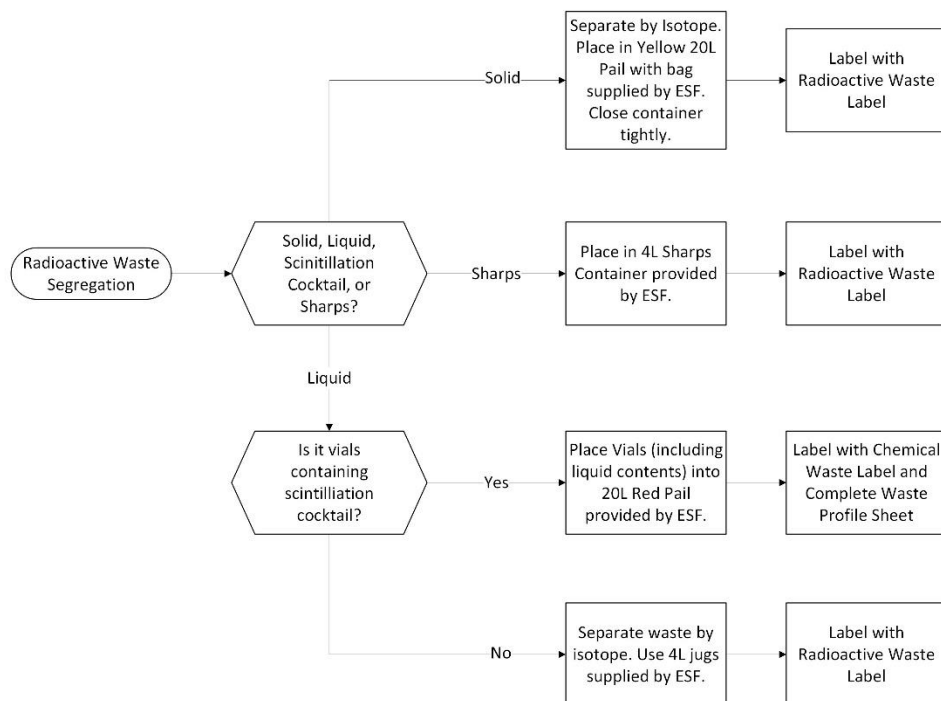 Separate by Isotope.
Place in Yellow 20L
Pail with bag
supplied by ESF.
Close container
tightly.
Label with
Radioactive Waste
Label
Solid
Radioactive Waste
Segregation
Solid, Liquid,
Scinitillation
Cocktail, or
Sharps?
Sharps
Place in 4L Sharps
Container provided
by ESF.
Label with
Radioactive Waste
Label
Liquid
Is it vials
containing
scintilliation
cocktail?
Yes
Place Vials (including
liquid contents) into
20L Red Pail
provided by ESF.
Label with Chemical
Waste Label and
Complete Waste
Profile Sheet
No
Separate waste by
isotope. Use 4L jugs
supplied by ESF.
Label with
Radioactive Waste
Label